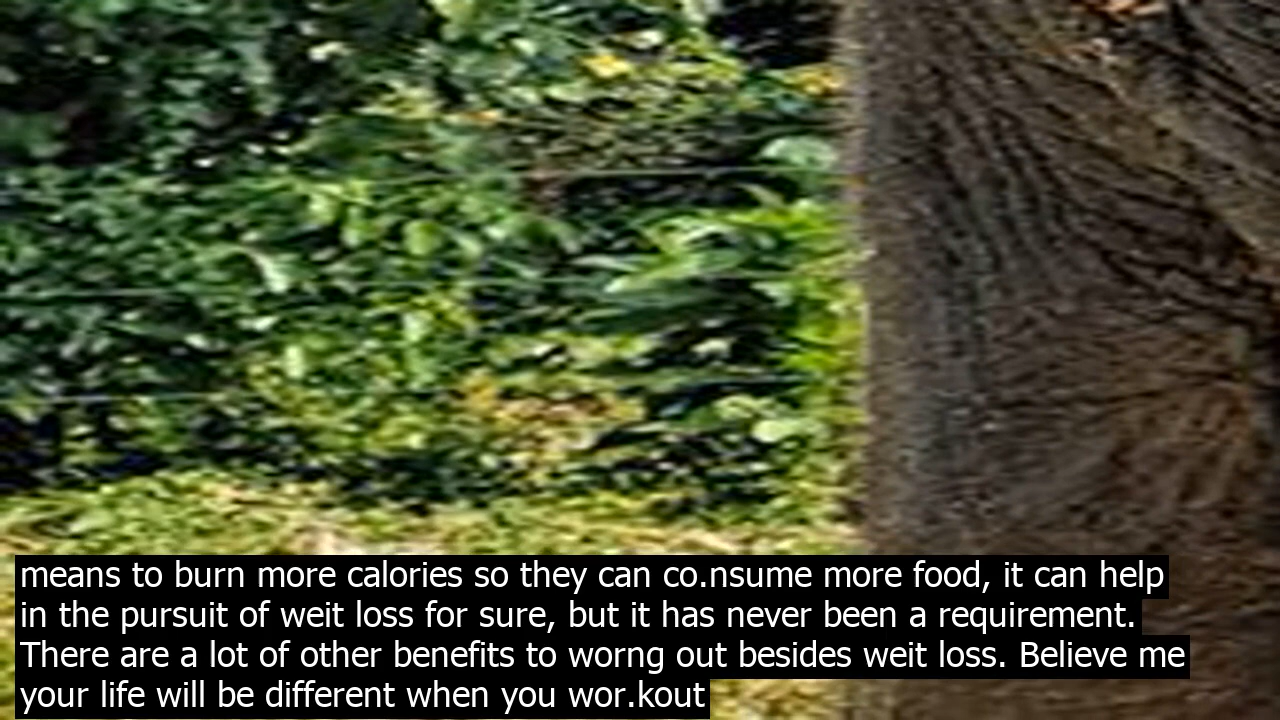 means to burn more calories so they can co.nsume more food, it can help
in the pursuit of weit loss for sure, but it has never been a requirement.
There are a lot of other benefits to worng out besides weit loss. Believe me
your life will be different when you wor.kout